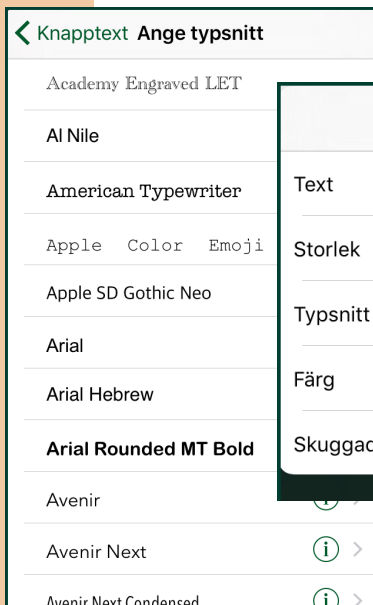 Knapptext Ange typsnitt
Academy Engraved LET
Al Nile
American Typewriter
Apple Color Emoji
Apple SD Gothic Neo
Arial
Arial Hebrew
Arial Rounded MT Bold
Avenir
Avenir Next
Avenir Next Condensed
Text
Storlek
Typsnitt
Färg